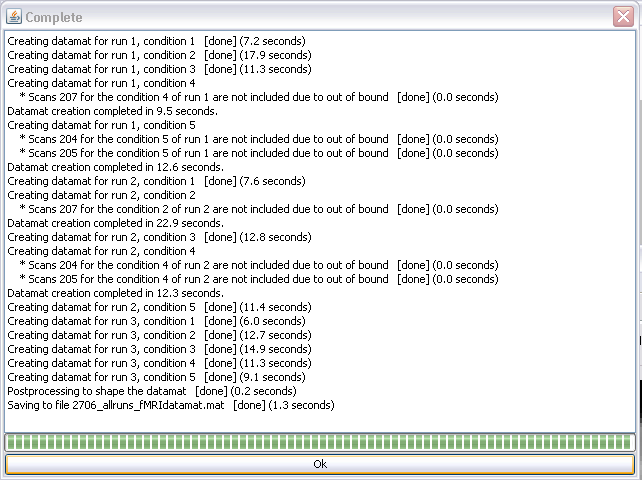 Complete
Creating datamat for run 1, condition 1 [done] (7.2 seconds)
Creating datamat for run 1, condition 2 [done] (17.9 seconds)
Creating datamat for run 1, condition 3 [done] (11.3 seconds)
Creating datamat for run 1, condition 4
* Scans 207 for the condition 4 of run 1 are not included due to out of bound [done] (0.0 seconds)
Datamat creation completed in 9.5 seconds.
Creating datamat for run 1, condition 5
* Scans 204 for the condition 5 of run 1 are not included due to out of bound [done] (0.0 seconds)
* Scans 205 for the condition 5 of run 1 are not included due to out of bound [done] (0.0 seconds)
Datamat creation completed in 12.6 seconds.
Creating datamat for run 2, condition 1 [done] (7.6 seconds)
Creating datamat for run 2, condition 2
* Scans 207 for the condition 2 of run 2 are not included due to out of bound [done] (0.0 seconds)
Datamat creation completed in 22.9 seconds.
Creating datamat for run 2, condition 3 [done] (12.8 seconds)
Creating datamat for run 2, condition 4
* Scans 204 for the condition 4 of run 2 are not included due to out of bound [done] (0.0 seconds)
* Scans 205 for the condition 4 of run 2 are not included due to out of bound [done] (0.0 seconds)
Datamat creation completed in 12.3 seconds.
Creating datamat for run 2, condition 5 [done] (11.4 seconds)
Creating datamat for run 3, condition 1 [done] (6.0 seconds)
Creating datamat for run 3, condition 2 [done] (12.7 seconds)
Creating datamat for run 3, condition 3 [done] (14.9 seconds)
Creating datamat for run 3, condition 4 [done] (11.3 seconds)
Creating datamat for run 3, condition 5 [done] (9.1 seconds)
Postprocessing to shape the datamat [done] (0.2 seconds)
Saving to file 2706_allruns_fMRIdatamat.mat [done] (1.3 seconds)
Ok